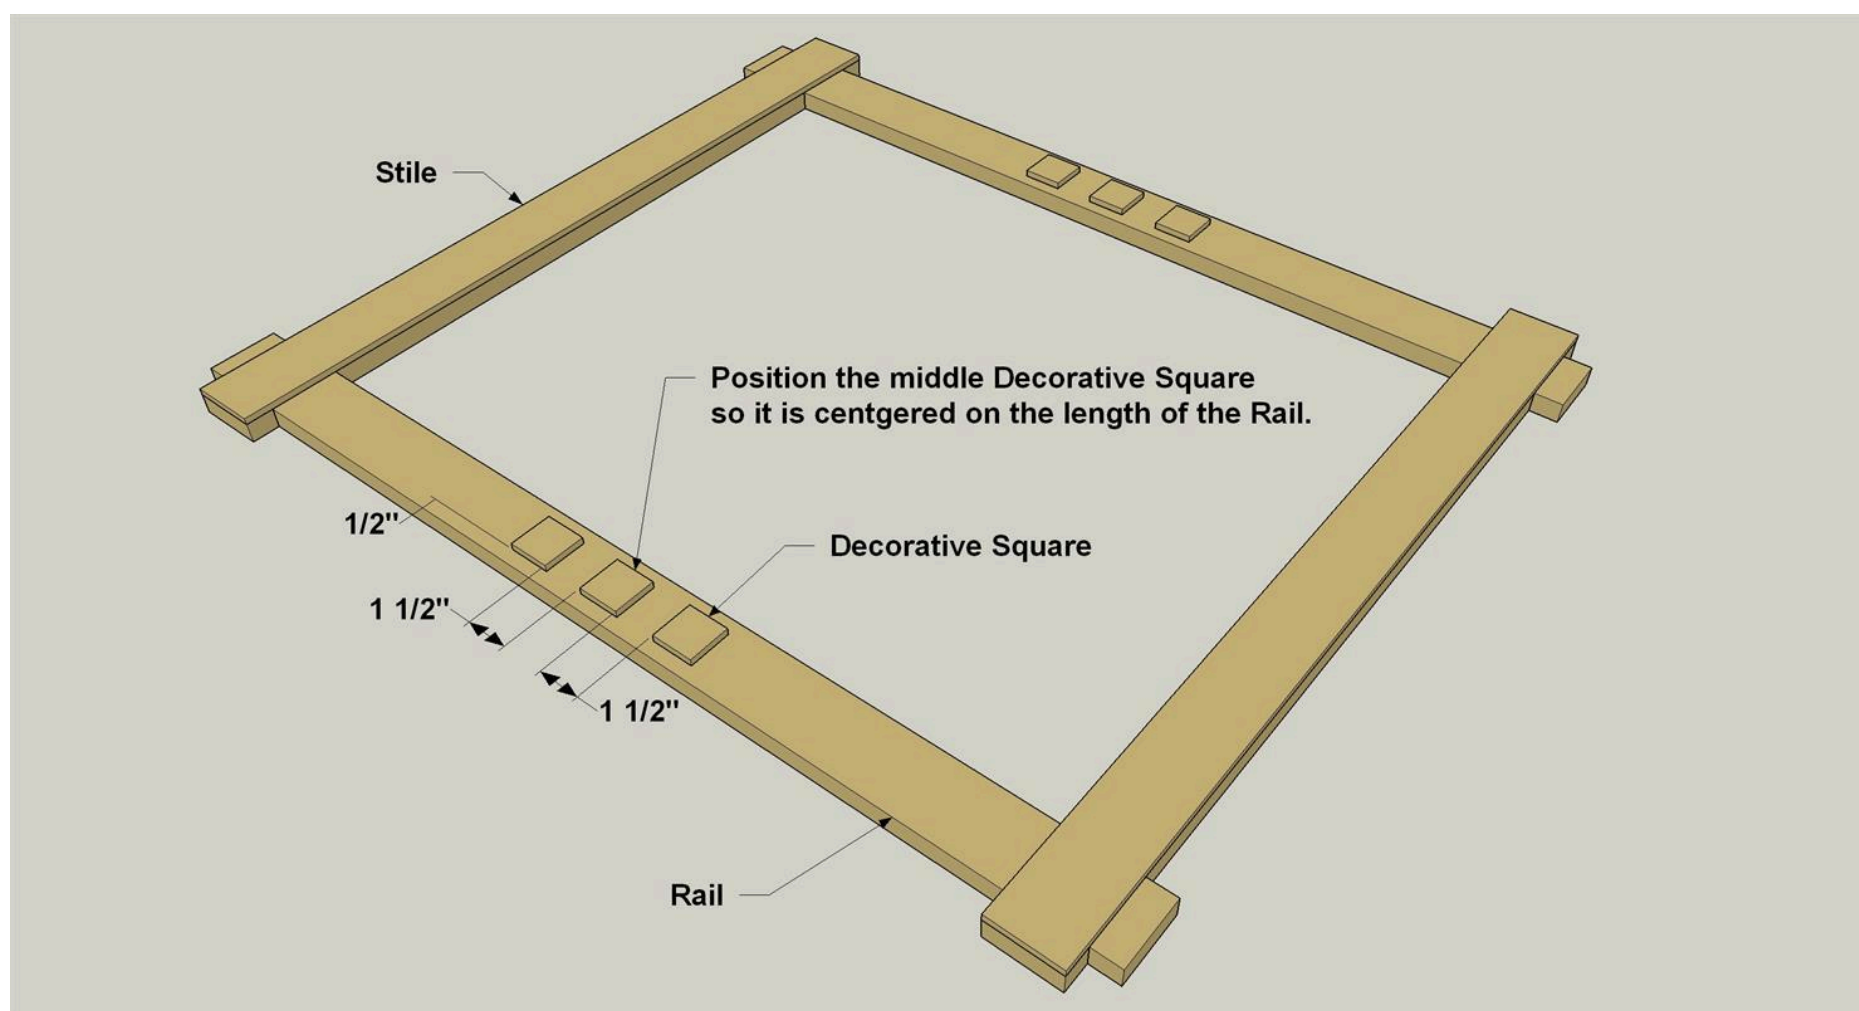 Stile
Position the middle Decorative Square
so it is centgered on the length of the Rail.
1/2"
Decorative Square
1 1/2"
1 1/2"
Rail